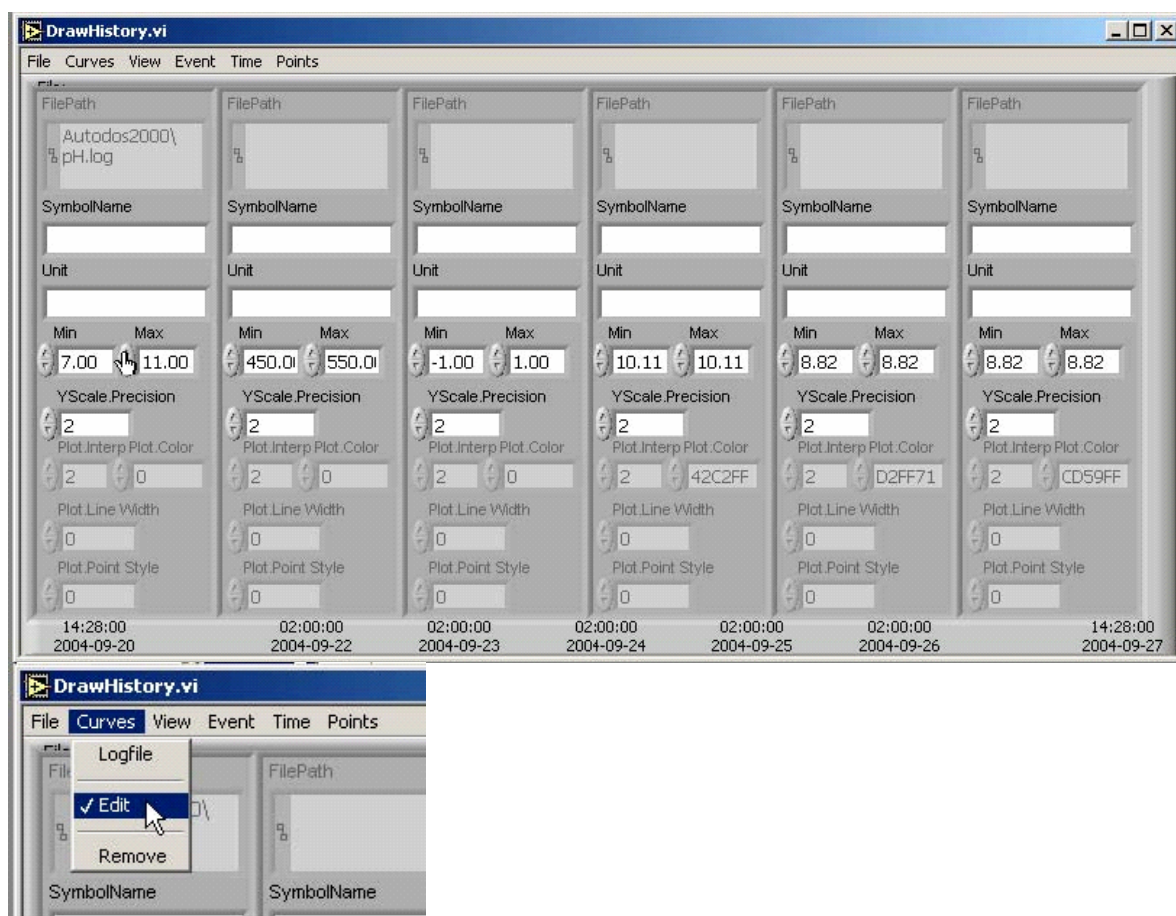 DrawHistory.vi
File Curves View Event Time Points
FilePath FilePath FilePath FilePath FilePath FilePath
Autodos2000\
pH.log
SymbolName SymbolName SymbolName SymbolName SymbolName SymbolName
Unit Unit Unit Unit Unit Unit
Min Max Min Max Min Max Min Max Min Max Min Max
7.00 11.00 450.0 550.0 -1.00 1.00 10.11 10.11 8.82 8.82 8.82 8.82
YScale.Precision YScale.Precision YScale.Precision YScale.Precision YScale.Precision YScale.Precision
2 2 2 2 2 2
Plot.Interp Plot.Color Plot.Interp Plot.Color Plot.Interp Plot.Color Plot.Interp Plot.Color Plot.Interp Plot.Color Plot.Interp Plot.Color
2 0 2 0 2 0 2 42C2FF 2 D2FF71 2 CD59FF
Plot.Line Width Plot.Line Width Plot.Line Width Plot.Line Width Plot.Line Width Plot.Line Width
0 0 0 0 0 0
Plot.Point Style Plot.Point Style Plot.Point Style Plot.Point Style Plot.Point Style Plot.Point Style
0 0 0 0 0 0
14:28:00 02:00:00 02:00:00 02:00:00 02:00:00 02:00:00 14:28:00
2004-09-20 2004-09-22 2004-09-23 2004-09-24 2004-09-25 2004-09-26 2004-09-27
DrawHistory.vi
File Curves View Event Time Points
Logfile
FilePath
✓ Edit
Remove
SymbolName SymbolName